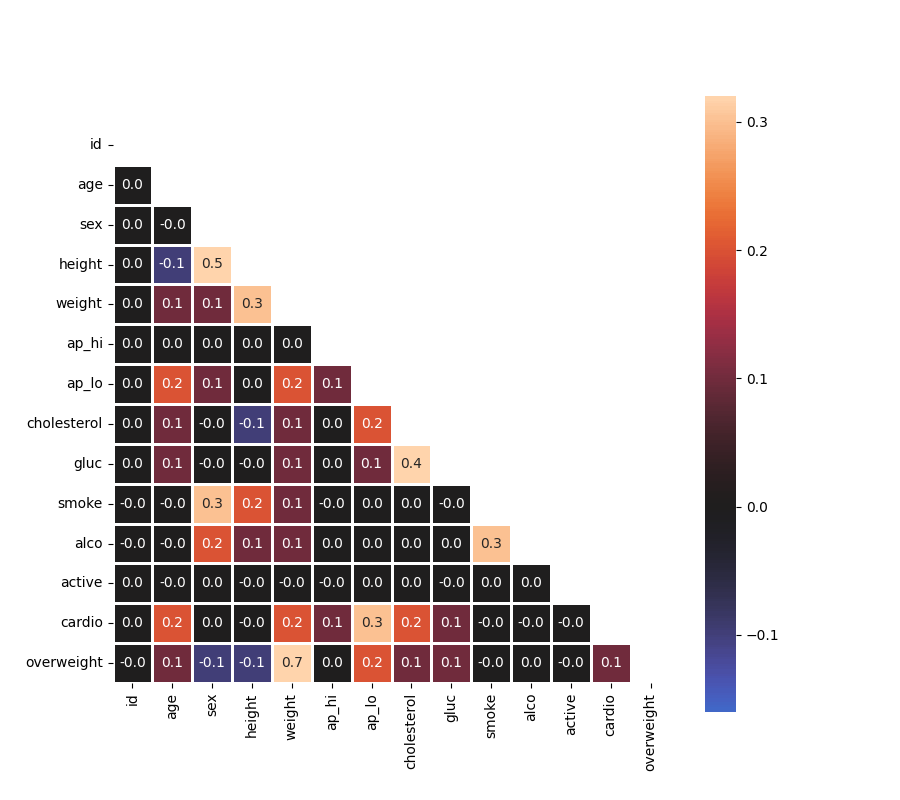 id
age 0.0
sex 0.0 -0.0
height 0.0 -0.1 0.5
weight 0.0 0.1 0.1 0.3
ap_hi 0.0 0.0 0.0 0.0 0.0
ap_lo 0.0 0.2 0.1 0.0 0.2 0.1
cholesterol 0.0 0.1 -0.0 -0.1 0.1 0.0 0.2
gluc 0.0 0.1 -0.0 -0.0 0.1 0.0 0.1 0.4
smoke -0.0 -0.0 0.3 0.2 0.1 -0.0 0.0 0.0 -0.0
alco -0.0 -0.0 0.2 0.1 0.1 0.0 0.0 0.0 0.0 0.3
active 0.0 -0.0 0.0 -0.0 -0.0 -0.0 0.0 0.0 -0.0 0.0 0.0
cardio 0.0 0.2 0.0 -0.0 0.2 0.1 0.3 0.2 0.1 -0.0 -0.0 -0.0
overweight -0.0 0.1 -0.1 -0.1 0.7 0.0 0.2 0.1 0.1 -0.0 0.0 -0.0 0.1
id age sex height weight ap_hi ap_lo cholesterol gluc smoke alco active cardio overweight
0.3
0.2
0.1
0.0
−0.1